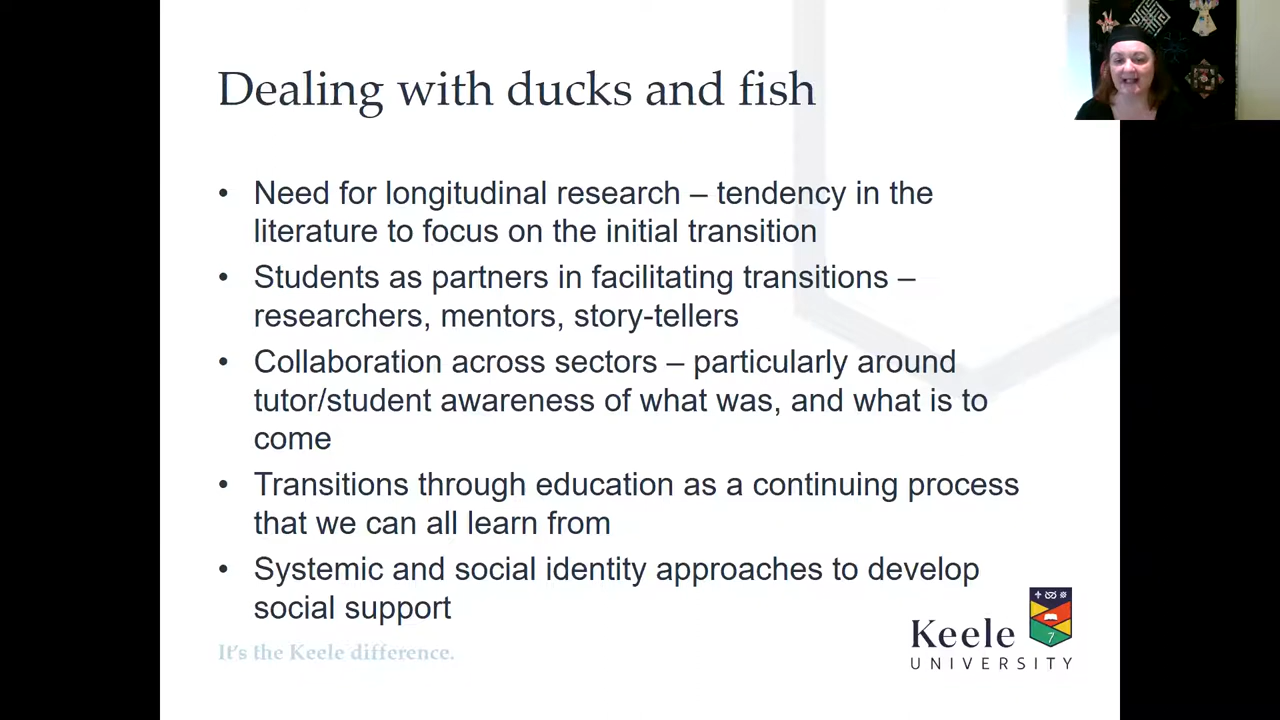 Dealing with ducks and fish
• Need for longitudinal research – tendency in the
literature to focus on the initial transition
• Students as partners in facilitating transitions –
researchers, mentors, story-tellers
• Collaboration across sectors – particularly around
tutor/student awareness of what was, and what is to
come
• Transitions through education as a continuing process
that we can all learn from
• Systemic and social identity approaches to develop
social support
It's the Keele difference.
7
Keele
UNIVERSITY